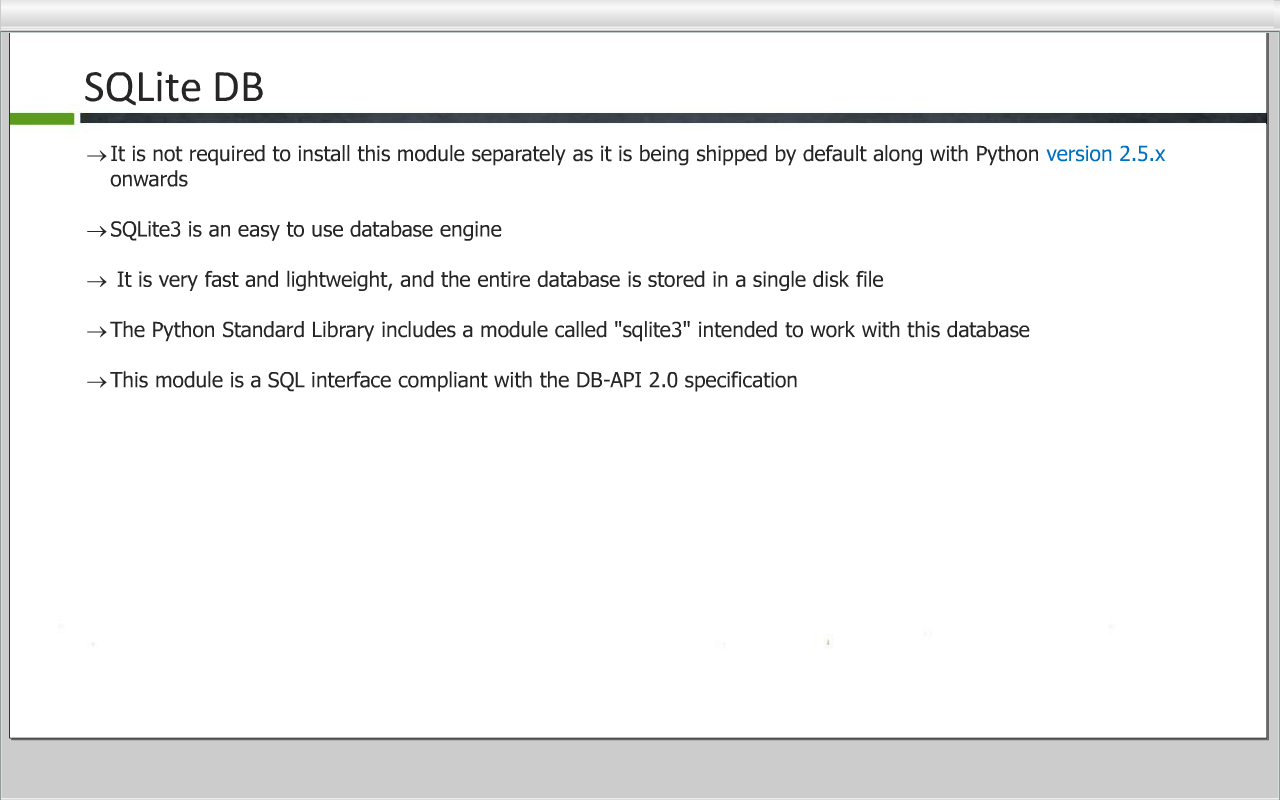 SQLite DB
→It is not required to install this module separately as it is being shipped by default along with Python version 2.5.x
onwards
→SQLite3 is an easy to use database engine
→ It is very fast and lightweight, and the entire database is stored in a single disk file
→The Python Standard Library includes a module called "sqlite3" intended to work with this database
→This module is a SQL interface compliant with the DB-API 2.0 specification